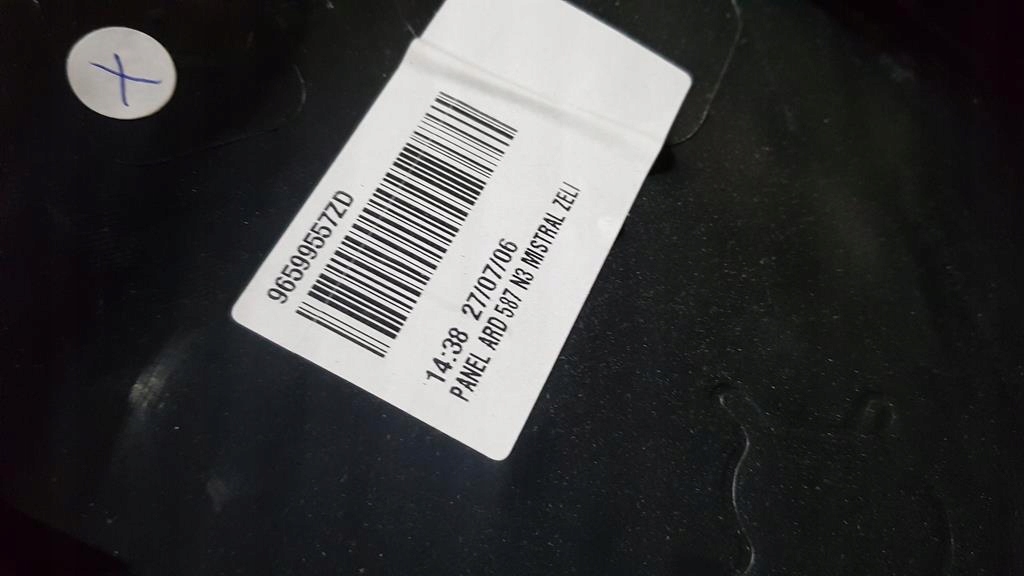 96599557ZD
14:38 27/07/06
PANEL ARD 587 N3 MISTRAL ZELI
X